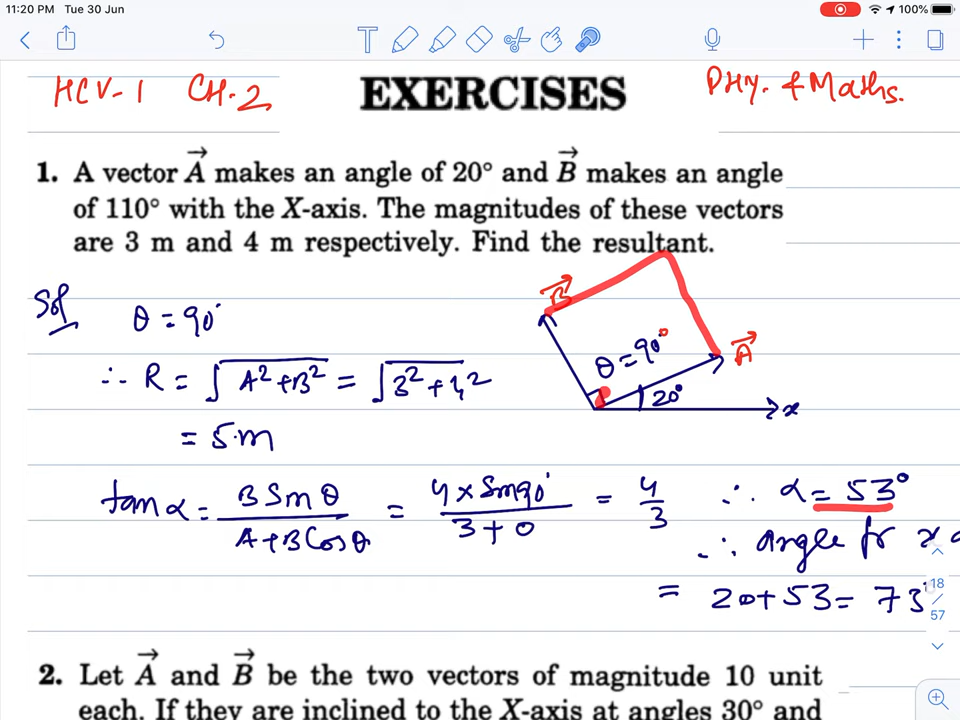 11:20 PM Tue 30 Jun
100%
HCV-1 CH.2
EXERCISES
PHY. & Maths.
1. A vector A⃗ makes an angle of 20° and B⃗ makes an angle
of 110° with the X-axis. The magnitudes of these vectors
are 3 m and 4 m respectively. Find the resultant.
Sol
θ = 90°
B⃗
θ = 90°
A⃗
20°
x
∴ R = √A²+B² = √3²+4²
= 5 m
tan α = B Sin θ / A+B Cos θ = 4 × Sin 90° / 3 + 0 = 4/3 ∴ α = 53°
∴ angle fr x
= 20+53 = 73°
18 / 57
2. Let A⃗ and B⃗ be the two vectors of magnitude 10 unit
each. If they are inclined to the X-axis at angles 30° and